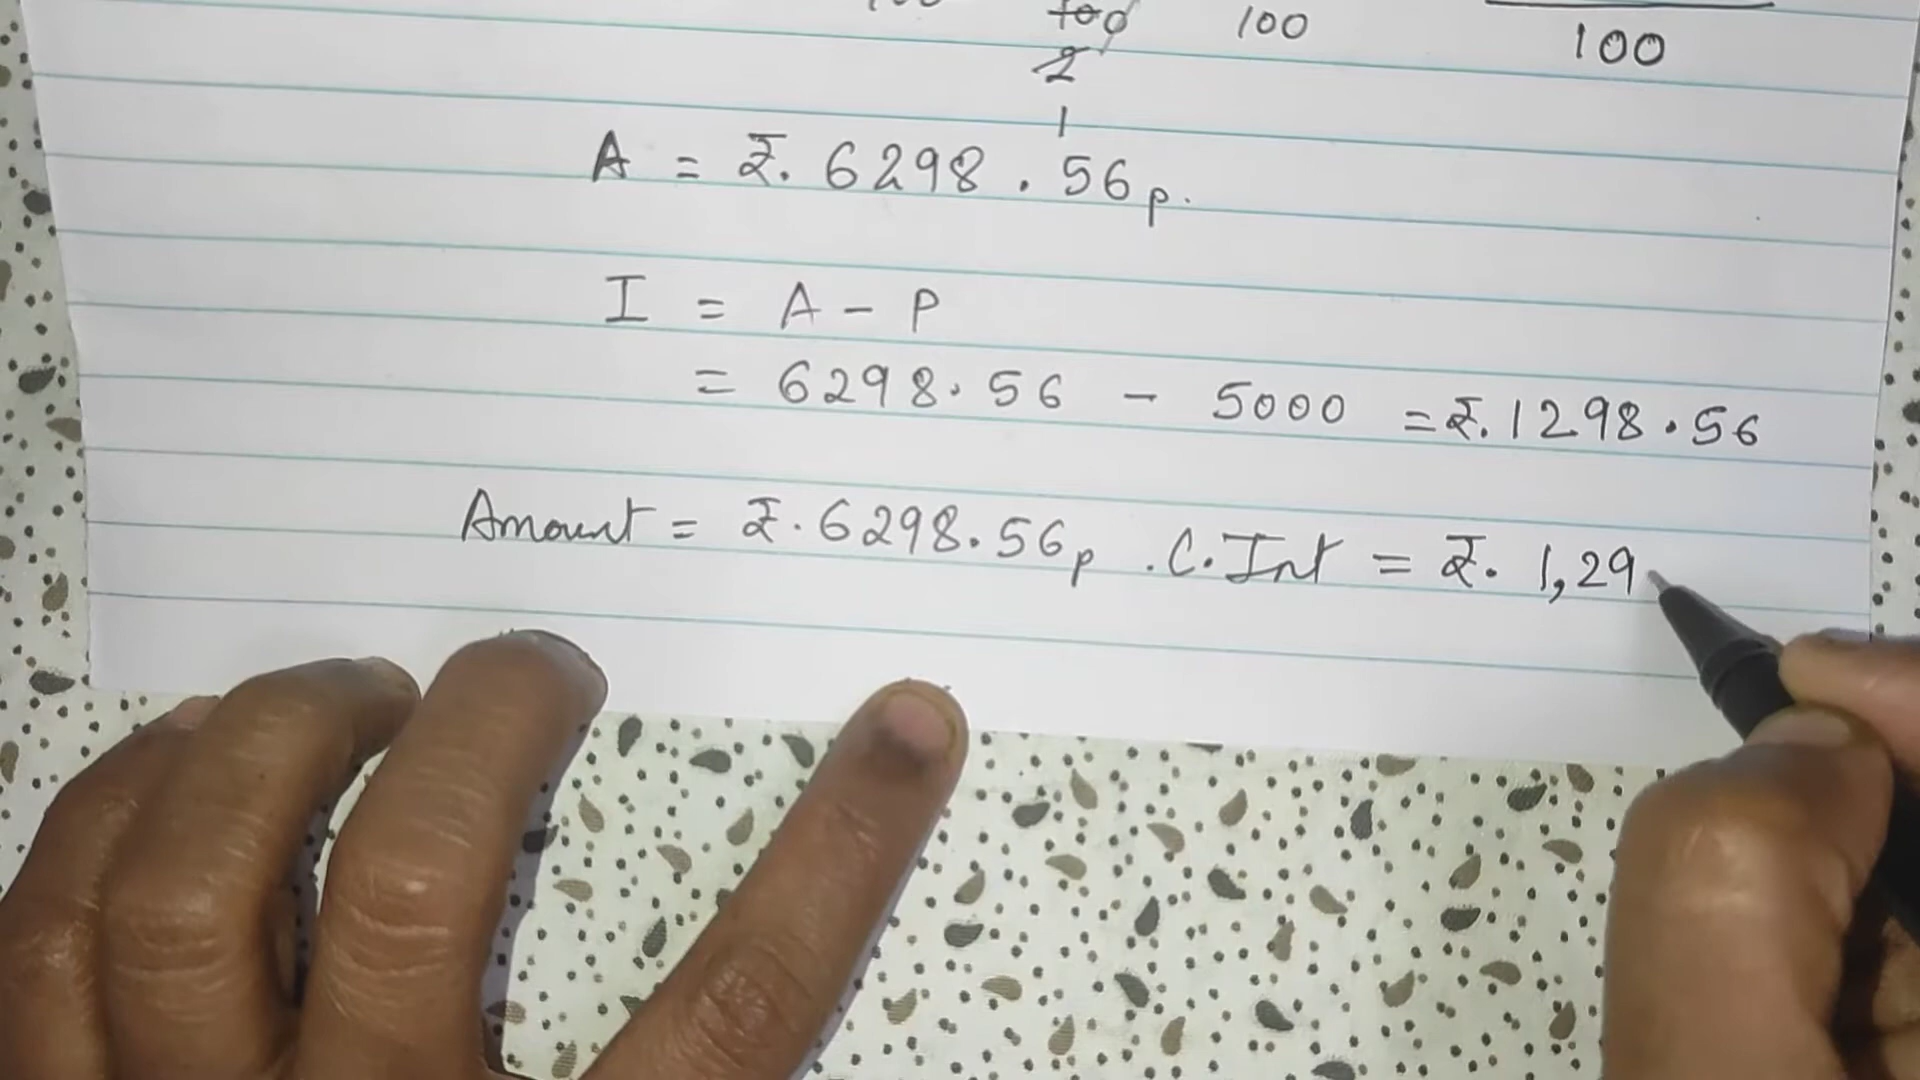 100 100 100
2
1
A = ₹. 6298.56p.
I = A - P
= 6298.56 - 5000 = ₹. 1298.56
Amount = ₹. 6298.56p. C. Int = ₹. 1,29